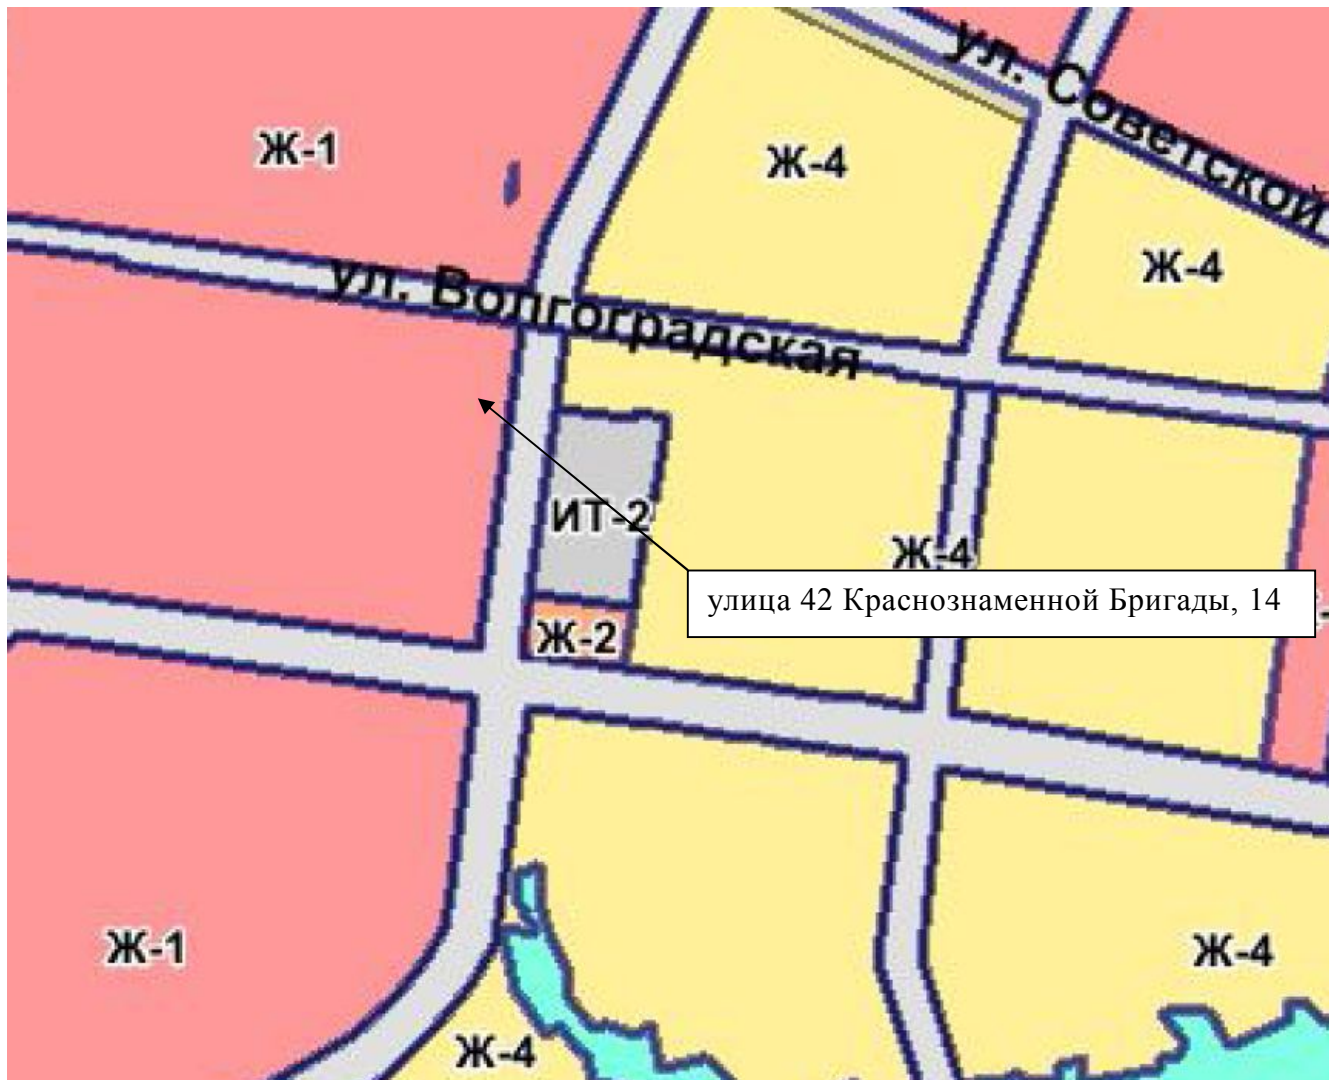 ул. Советской
Ж-1
Ж-4
Ж-4
ул. Волгоградская
ИТ-2
Ж-4
улица 42 Краснознаменной Бригады, 14
Ж-2
Ж-1
Ж-4
Ж-4